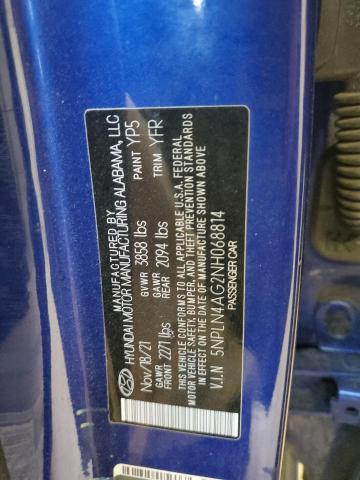 MANUFACTURED BY
HYUNDAI MOTOR MANUFACTURING ALABAMA, LLC
Nov/18/21 GVWR 3858 lbs PAINT YP5
GAWR FRONT 2271 lbs GAWR REAR 2094 lbs TRIM YFR
THIS VEHICLE CONFORMS TO ALL APPLICABLE U.S.A. FEDERAL
MOTOR VEHICLE SAFETY, BUMPER, AND THEFT PREVENTION STANDARDS
IN EFFECT ON THE DATE OF MANUFACTURE SHOWN ABOVE
V.I.N 5NPLN4AG2NH068814
PASSENGER CAR